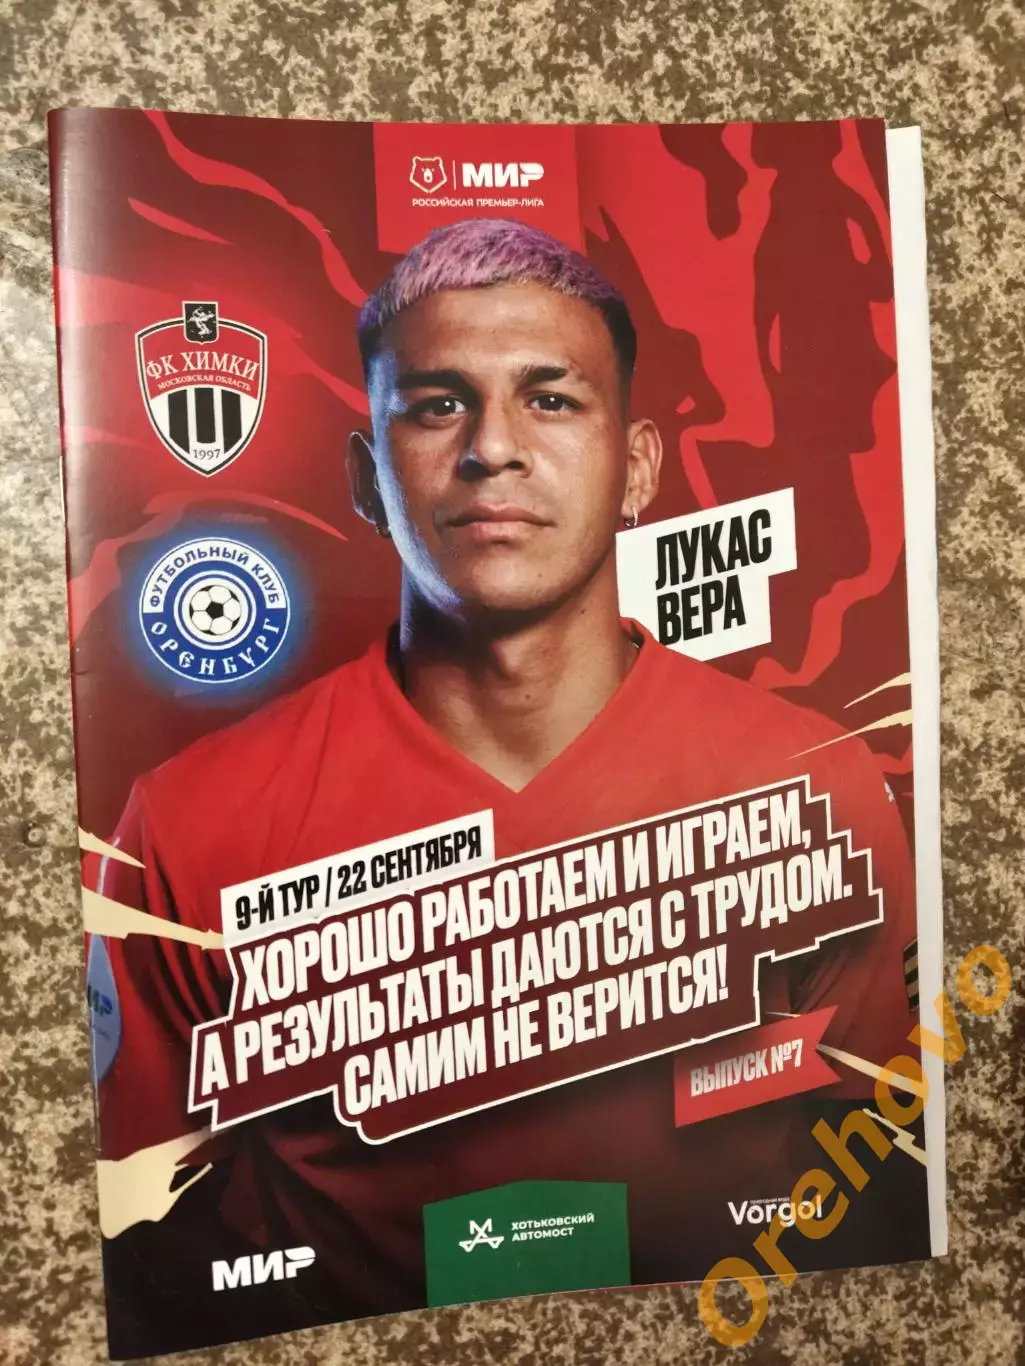 МИР
РОССИЙСКАЯ ПРЕМЬЕР-ЛИГА
ФК ХИМКИ
МОСКОВСКАЯ ОБЛАСТЬ
1997
ФУТБОЛЬНЫЙ КЛУБ
ОРЕНБУРГ
ЛУКАС
ВЕРА
9-Й ТУР / 22 СЕНТЯБРЯ
ХОРОШО РАБОТАЕМ И ИГРАЕМ,
А РЕЗУЛЬТАТЫ ДАЮТСЯ С ТРУДОМ.
САМИМ НЕ ВЕРИТСЯ!
ВЫПУСК №7
МИР
ХОТЬКОВСКИЙ
АВТОМОСТ
Vorgol
Orehovo